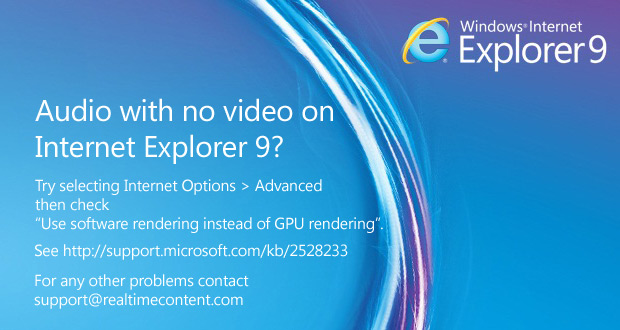 Windows® Internet
Explorer 9
Audio with no video on
Internet Explorer 9?
Try selecting Internet Options > Advanced
then check
“Use software rendering instead of GPU rendering”.
See http://support.microsoft.com/kb/2528233
For any other problems contact
support@realtimecontent.com